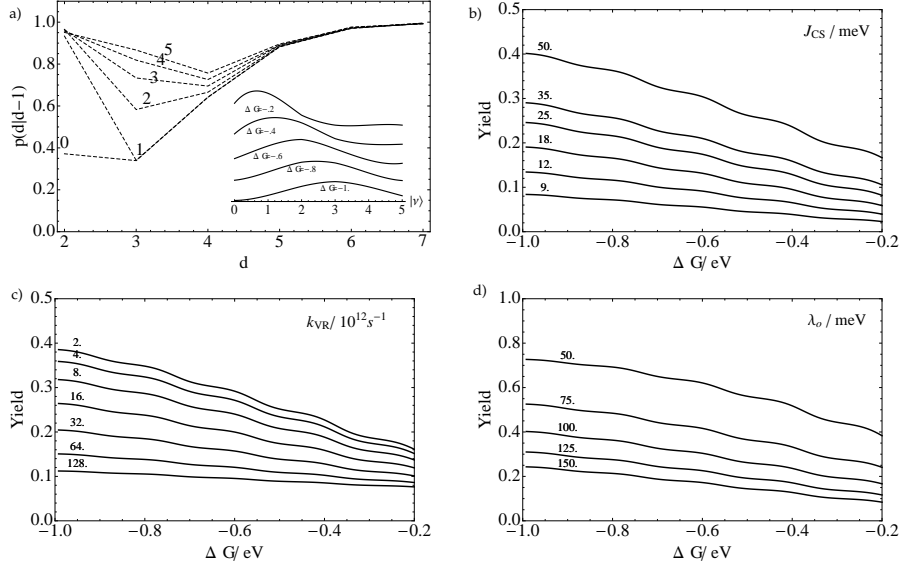 a)
p(d|d−1)
1.0
0.8
0.6
0.4
0.2
0.0
5
4
3
2
1
0
Δ G=−.2
Δ G=−.4
Δ G=−.6
Δ G=−.8
Δ G=−1.
0 1 2 3 4 5
|ν⟩
2 3 4 5 6 7
d
b)
J_CS / meV
Yield
0.5
0.4
0.3
0.2
0.1
0.0
50.
35.
25.
18.
12.
9.
−1.0 −0.8 −0.6 −0.4 −0.2
Δ G/ eV
c)
k_VR / 10^12 s^−1
Yield
0.5
0.4
0.3
0.2
0.1
0.0
2.
4.
8.
16.
32.
64.
128.
−1.0 −0.8 −0.6 −0.4 −0.2
Δ G/ eV
d)
λ_o / meV
Yield
1.0
0.8
0.6
0.4
0.2
0.0
50.
75.
100.
125.
150.
−1.0 −0.8 −0.6 −0.4 −0.2
Δ G/ eV